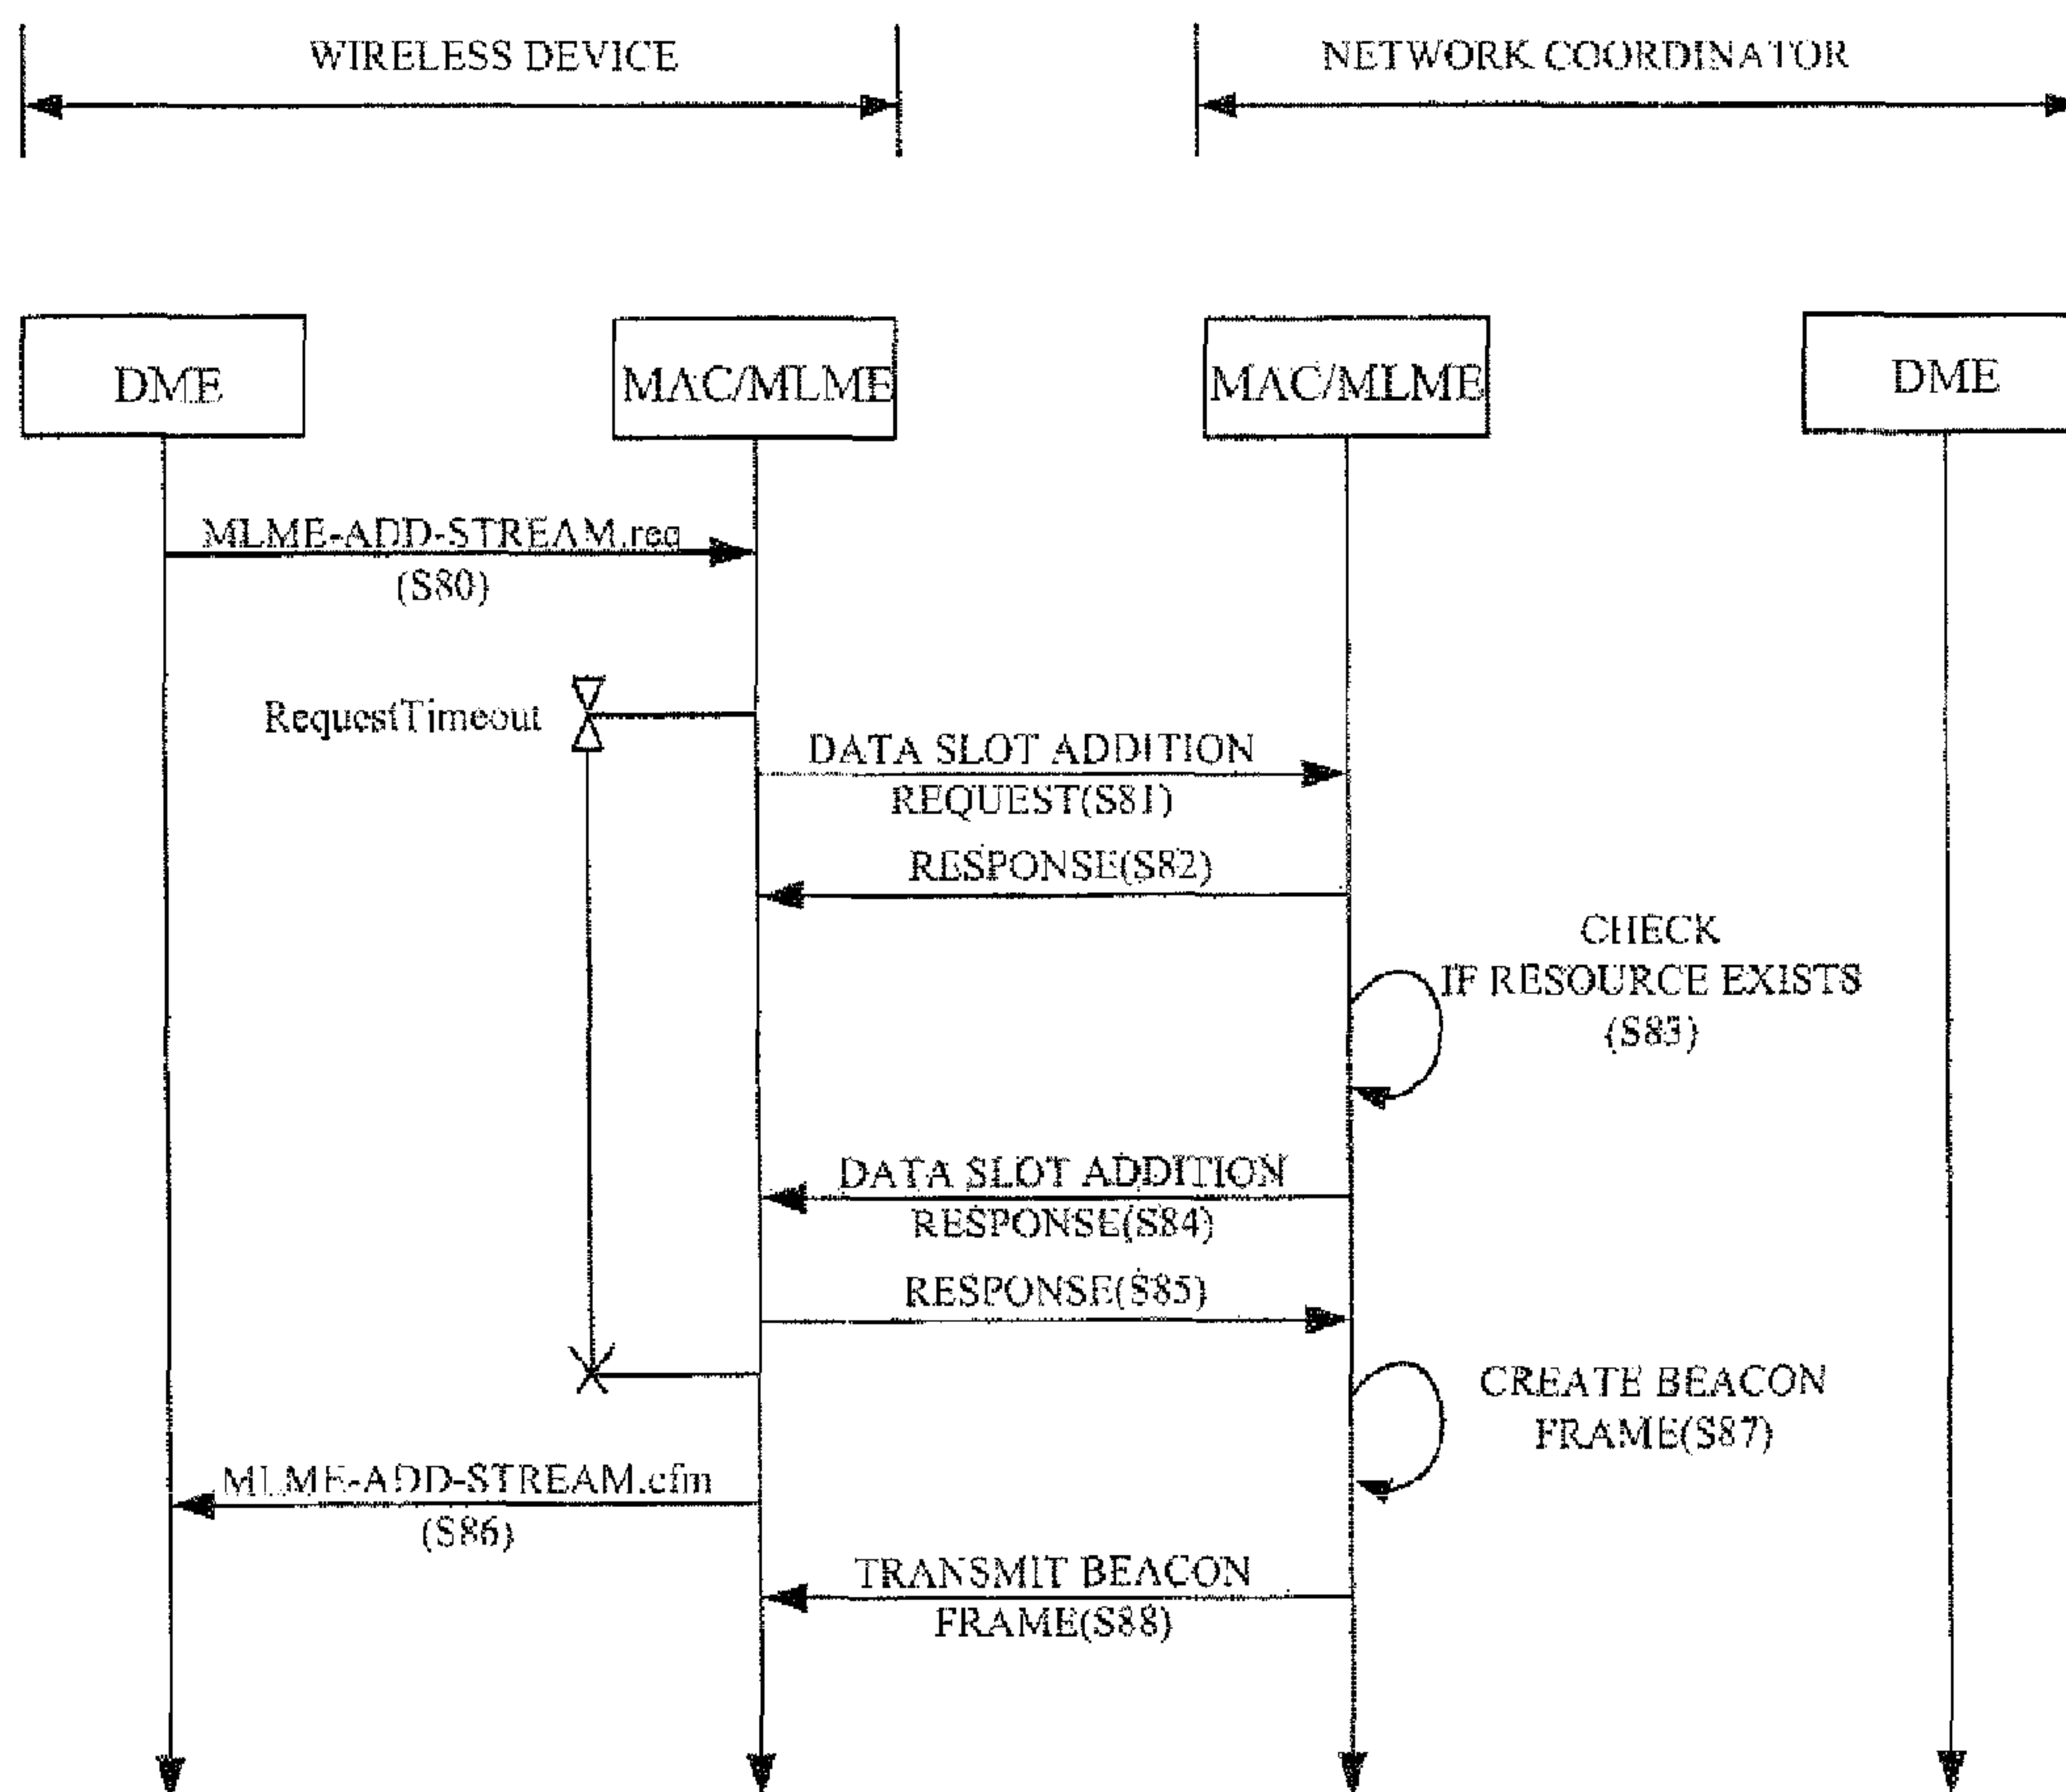 WIRELESS DEVICE
NETWORK COORDINATOR
DME
MAC/MLME
MAC/MLME
DME
MLME-ADD-STREAM.req
(S80)
RequestTimeout
DATA SLOT ADDITION
REQUEST(S81)
RESPONSE(S82)
CHECK
IF RESOURCE EXISTS
(S83)
DATA SLOT ADDITION
RESPONSE(S84)
RESPONSE(S85)
CREATE BEACON
FRAME(S87)
MLME-ADD-STREAM.cfm
(S86)
TRANSMIT BEACON
FRAME(S88)